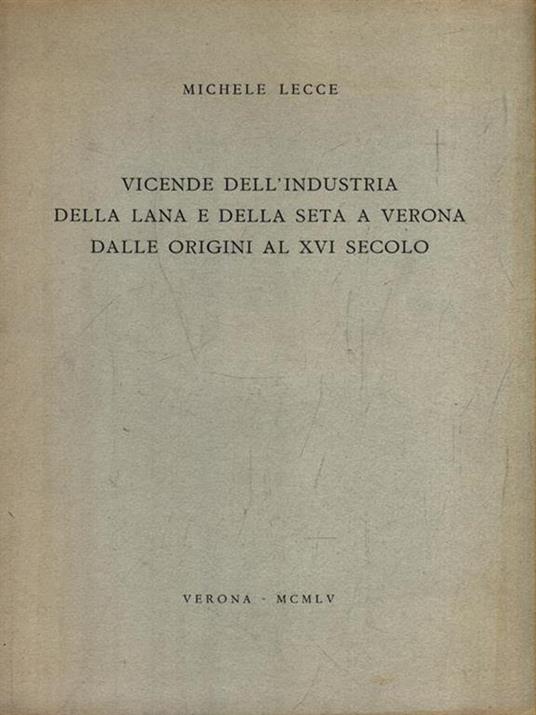 MICHELE LECCE
VICENDE DELL'INDUSTRIA
DELLA LANA E DELLA SETA A VERONA
DALLE ORIGINI AL XVI SECOLO
VERONA - MCMLV